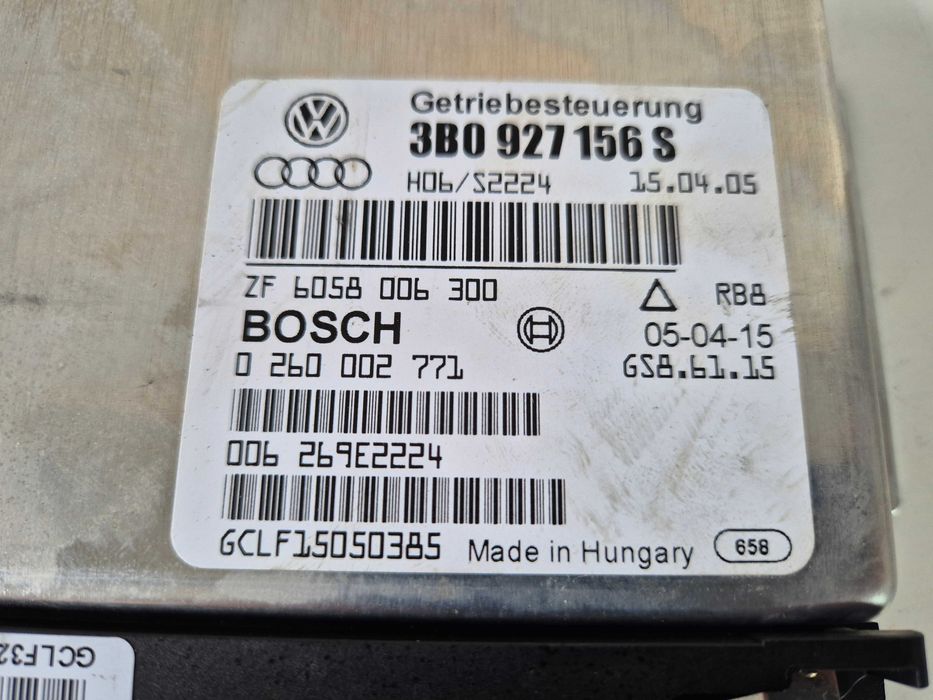 Getriebesteuerung
3B0 927 156 S
H06/S2224 15.04.05
ZF 6058 006 300 RB8
BOSCH 05-04-15
0 260 002 771 GS8.61.15
006 269E2224
GCLF15050385 Made in Hungary 658
GCLF32